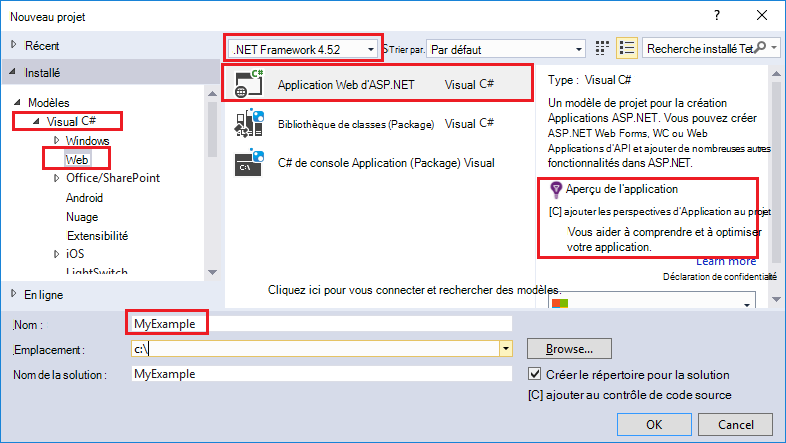 Nouveau projet
Récent
.NET Framework 4.5.2
STrier par.
Par défaut
Recherche installé Tet
Installé
Modèles
Visual C#
Windows
Web
Office/SharePoint
Android
Nuage
Extensibilité
iOS
LightSwitch
En ligne
Application Web d'ASP.NET Visual C#
Bibliothèque de classes (Package) Visual C#
C# de console Application (Package) Visual
Cliquez ici pour vous connecter et rechercher des modèles.
Type : Visual C#
Un modèle de projet pour la création
Applications ASP.NET. Vous pouvez créer
ASP.NET Web Forms, WC ou Web
Applications d'API et ajouter de nombreuses autres
fonctionnalités dans ASP.NET.
Aperçu de l'application
[C] ajouter les perspectives d'Application au projet
Vous aider à comprendre et à optimiser
votre application.
Learn more
Déclaration de confidentialité
Nom :
MyExample
Emplacement :
c:\
Browse...
Nom de la solution :
MyExample
Créer le répertoire pour la solution
[C] ajouter au contrôle de code source
OK
Cancel